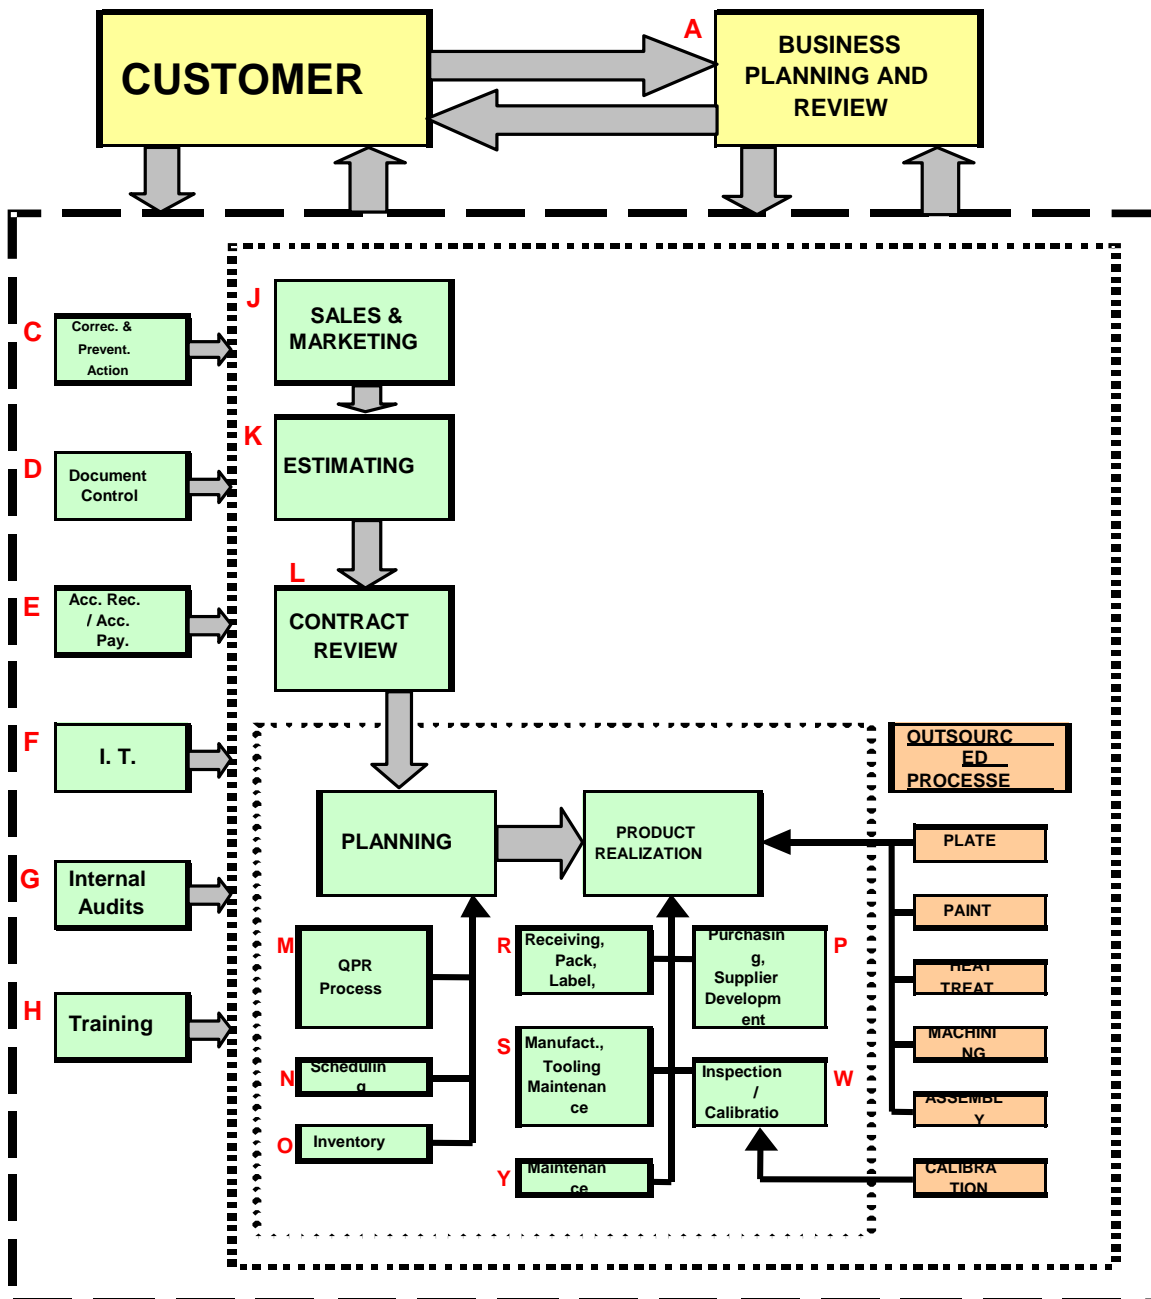 A
CUSTOMER
BUSINESS
PLANNING AND
REVIEW
C
Correc. &
Prevent.
Action
D
Document
Control
E
Acc. Rec.
/ Acc.
Pay.
F
I. T.
G
Internal
Audits
H
Training
J
SALES &
MARKETING
K
ESTIMATING
L
CONTRACT
REVIEW
PLANNING
PRODUCT
REALIZATION
M
QPR
Process
N
Schedulin
g
O
Inventory
R
Receiving,
Pack,
Label,
P
Purchasin
g,
Supplier
Developm
ent
S
Manufact.,
Tooling
Maintenan
ce
W
Inspection
/
Calibratio
Y
Maintenan
ce
OUTSOURC
ED
PROCESSE
PLATE
PAINT
HEAT
TREAT
MACHINI
NG
ASSEMBL
Y
CALIBRA
TION